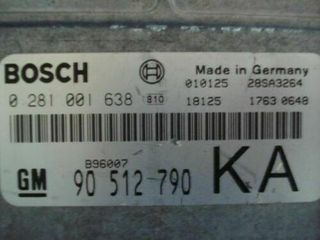 BOSCH Made in Germany
010125 28SA3264
0 281 001 638 810 18125 1763 0648
B96007
GM 90 512 790 KA